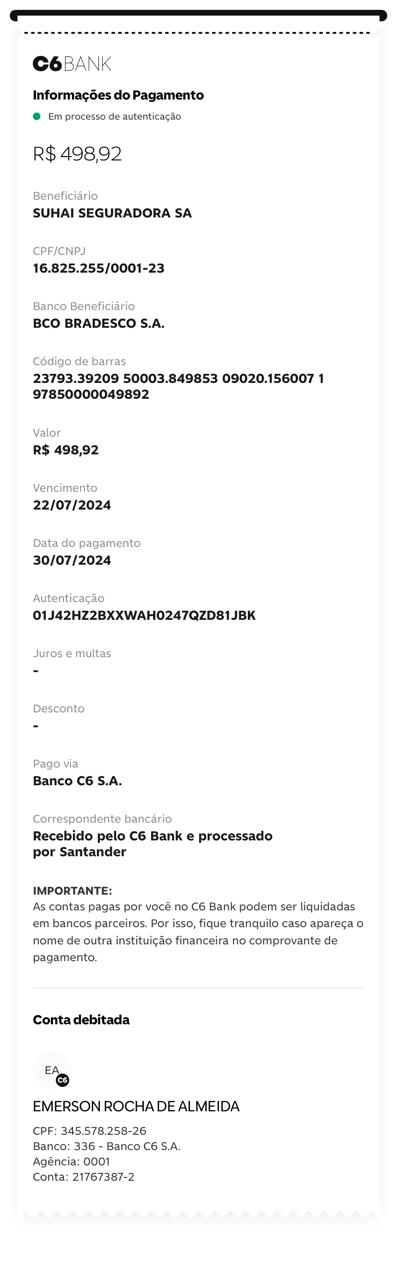 C6BANK
Informações do Pagamento
Em processo de autenticação
R$ 498,92
Beneficiário
SUHAI SEGURADORA SA
CPF/CNPJ
16.825.255/0001-23
Banco Beneficiário
BCO BRADESCO S.A.
Código de barras
23793.39209 50003.849853 09020.156007 1
97850000049892
Valor
R$ 498,92
Vencimento
22/07/2024
Data do pagamento
30/07/2024
Autenticação
01J42HZ2BXXWAH0247QZD81JBK
Juros e multas
-
Desconto
-
Pago via
Banco C6 S.A.
Correspondente bancário
Recebido pelo C6 Bank e processado
por Santander
IMPORTANTE:
As contas pagas por você no C6 Bank podem ser liquidadas
em bancos parceiros. Por isso, fique tranquilo caso apareça o
nome de outra instituição financeira no comprovante de
pagamento.
Conta debitada
EA
C6
EMERSON ROCHA DE ALMEIDA
CPF: 345.578.258-26
Banco: 336 - Banco C6 S.A.
Agência: 0001
Conta: 21767387-2